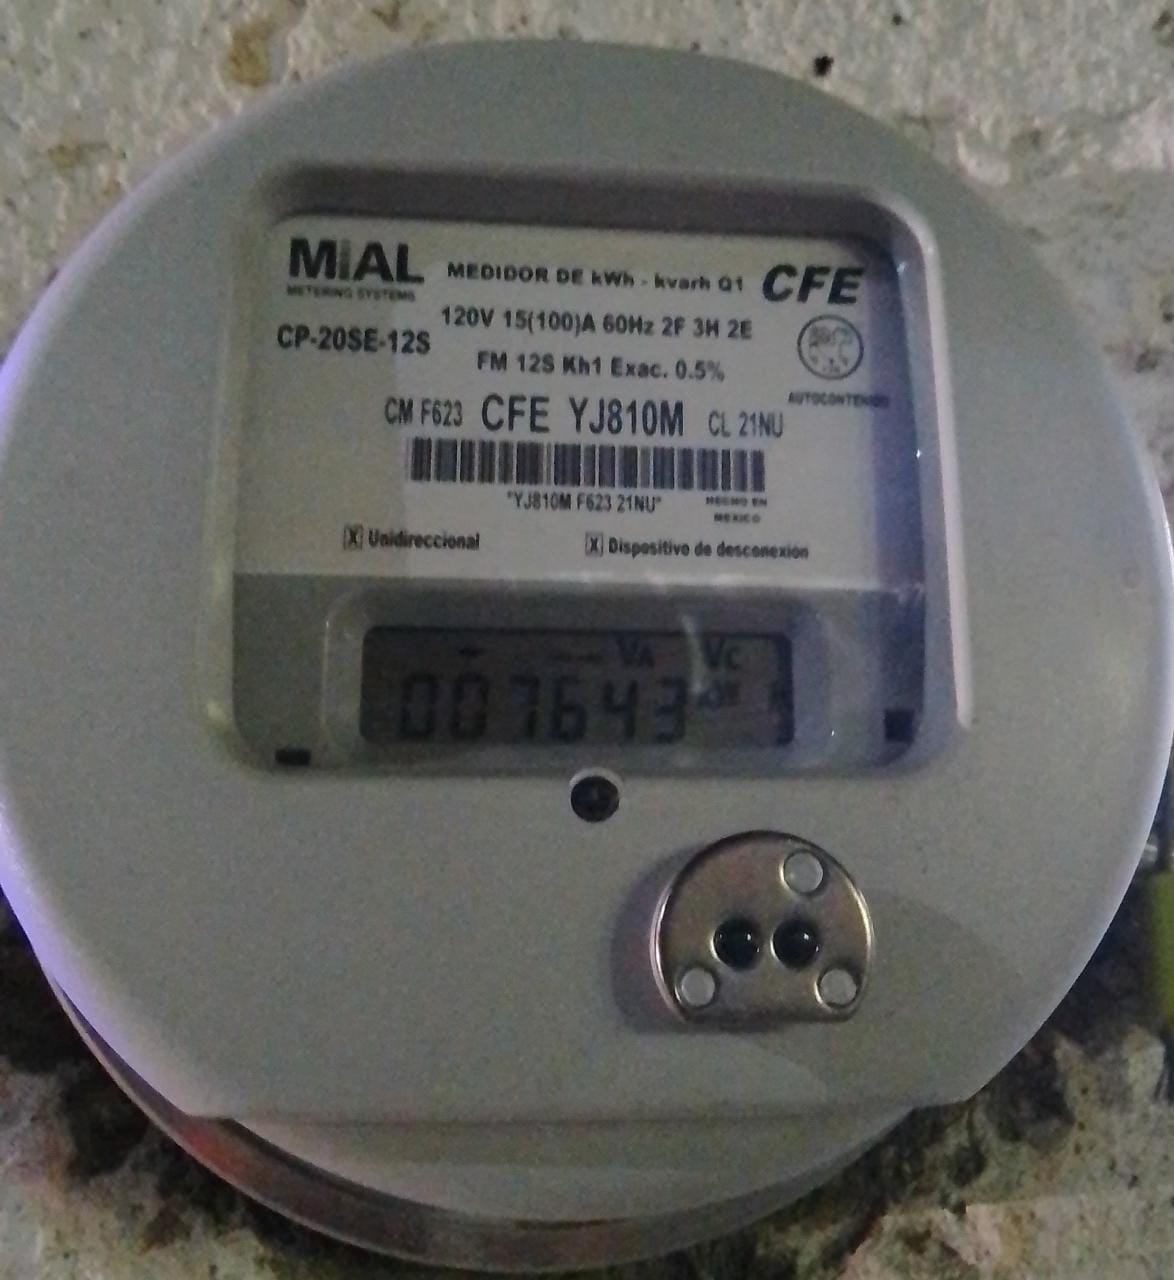 MiAL
METERING SYSTEMS
MEDIDOR DE kWh - kvarh Q1
CFE
120V 15(100)A 60Hz 2F 3H 2E
CP-20SE-12S
FM 12S Kh1 Exac. 0.5%
AUTOCONTENIDO
CM F623 CFE YJ810M CL 21NU
"YJ810M F623 21NU"
HECHO EN
MEXICO
X Unidireccional
X Dispositivo de desconexión
VA VC
007643